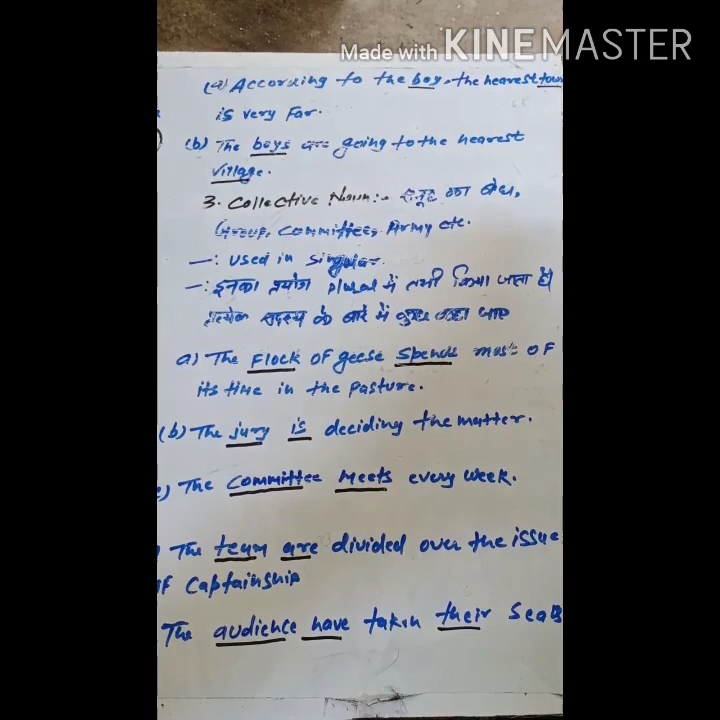 Made with KINEMASTER
(a) According to the boy, the nearest town
is very Far.
(b) The boys are going to the nearest
village.
3. Collective Noun:- समूह का बोध,
Group, Committee, Army etc.
—: Used in singular
—: इनका प्रयोग plural में तभी किया जाता है।
प्रत्येक सदस्य के बारे में कुछ कहा जाए
a) The Flock of geese spends most of
its time in the pasture.
(b) The jury is deciding the matter.
c) The Committee Meets every week.
) The team are divided over the issue
of Captainship
The audience have taken their seats